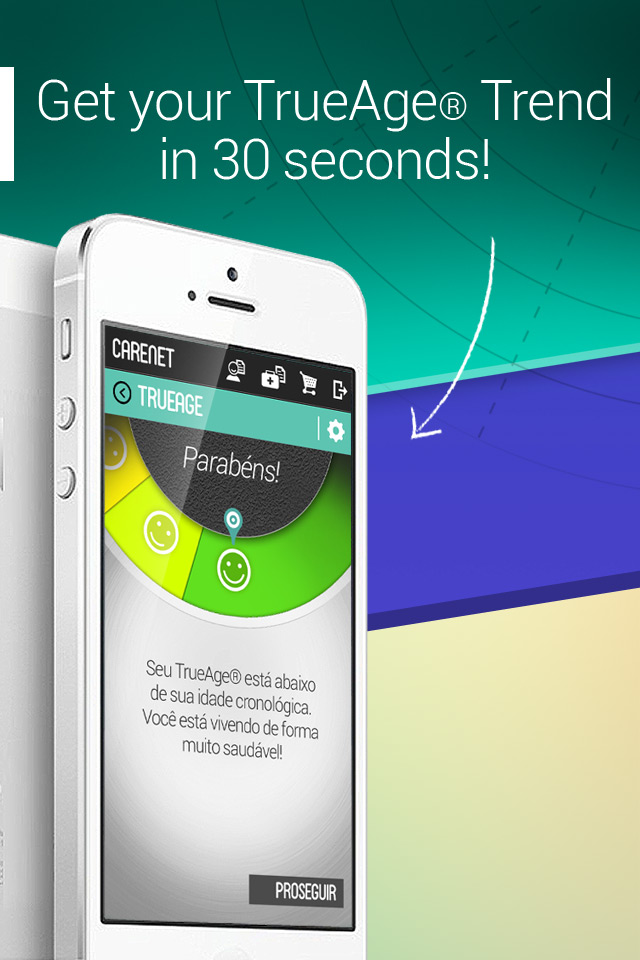 Get your TrueAge® Trend
in 30 seconds!
CARENET
TRUEAGE
Parabéns!
Seu TrueAge® está abaixo
de sua idade cronológica.
Você está vivendo de forma
muito saudável!
PROSEGUIR